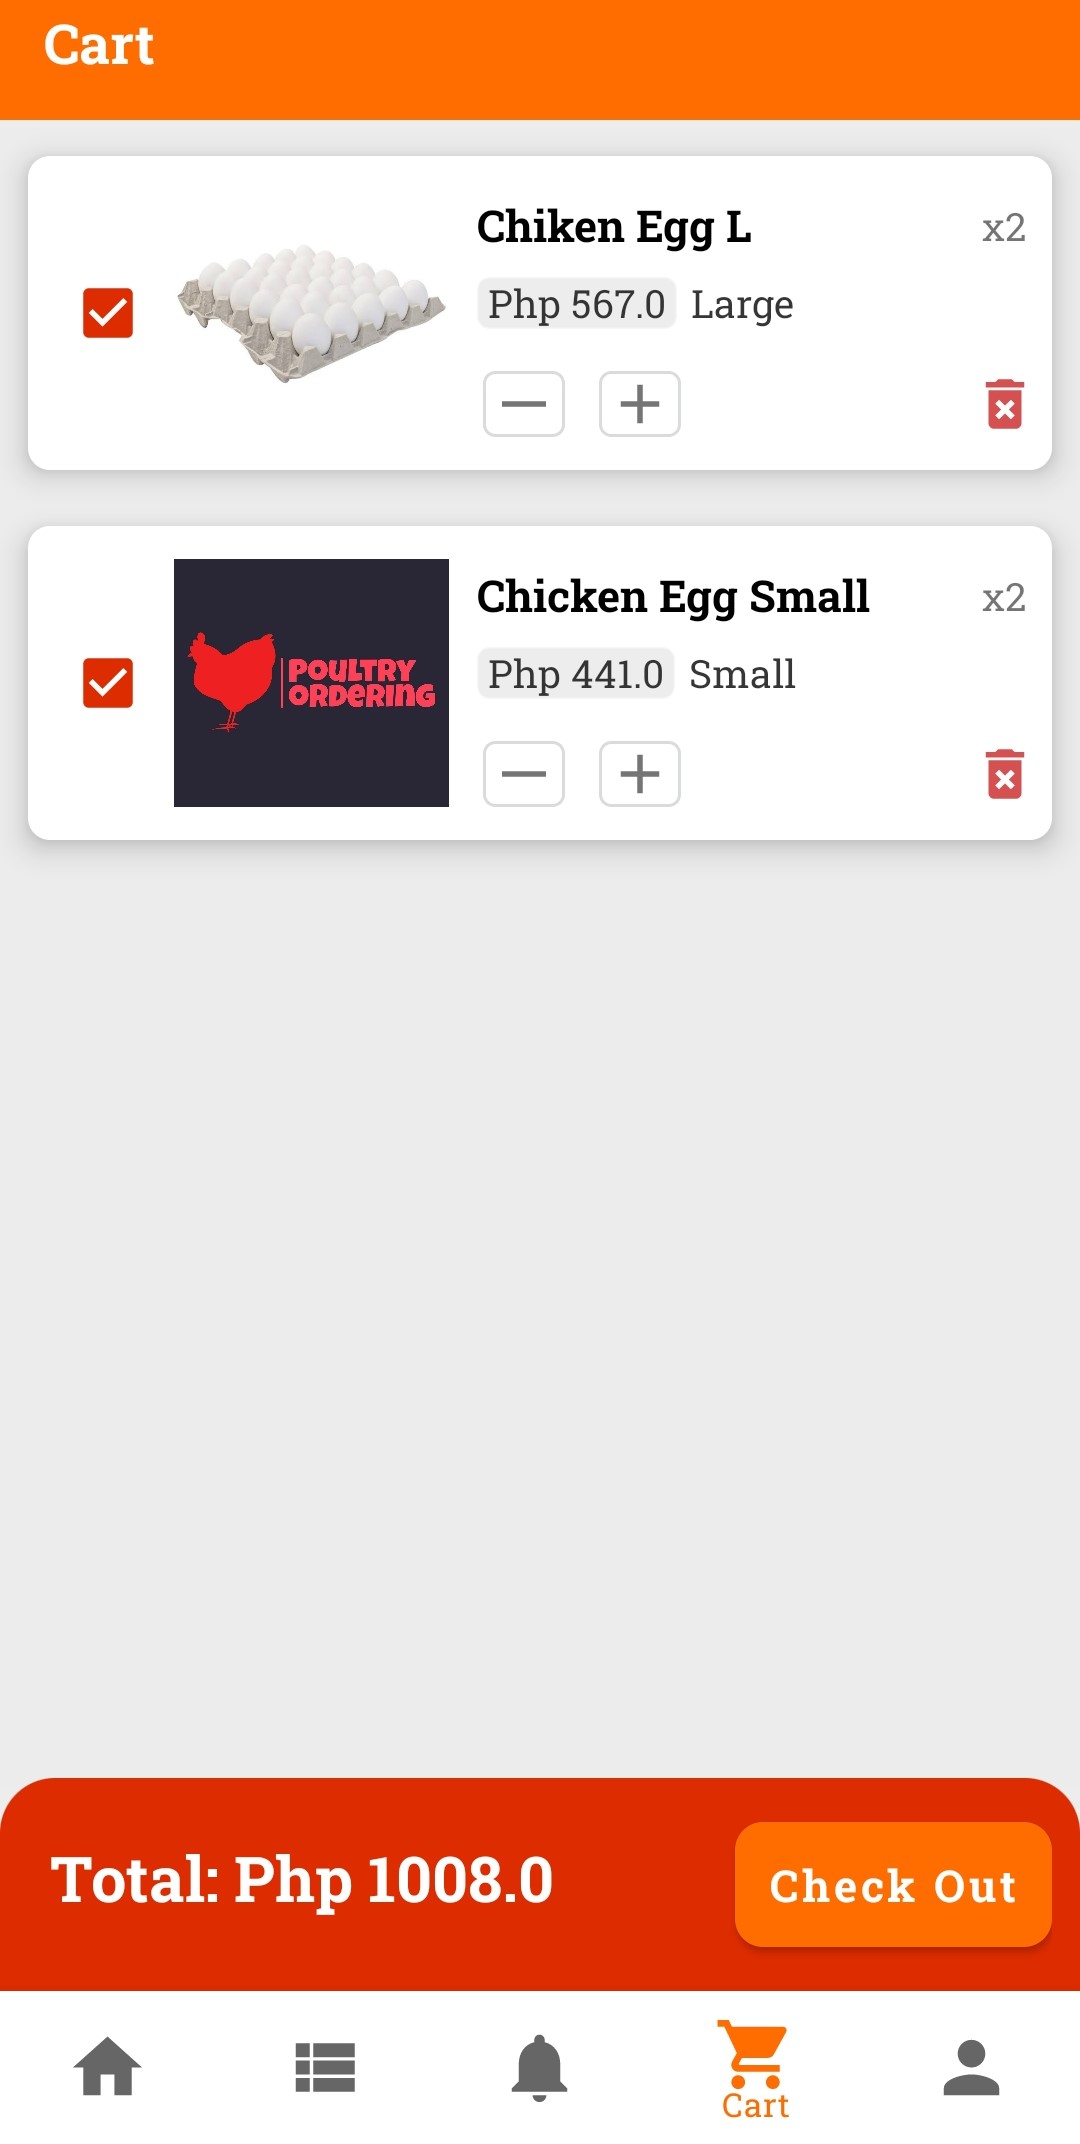 Cart
Chiken Egg L
x2
Php 567.0 Large
Chicken Egg Small
x2
Php 441.0 Small
POULTRY
ORDERING
Total: Php 1008.0
Check Out
Cart